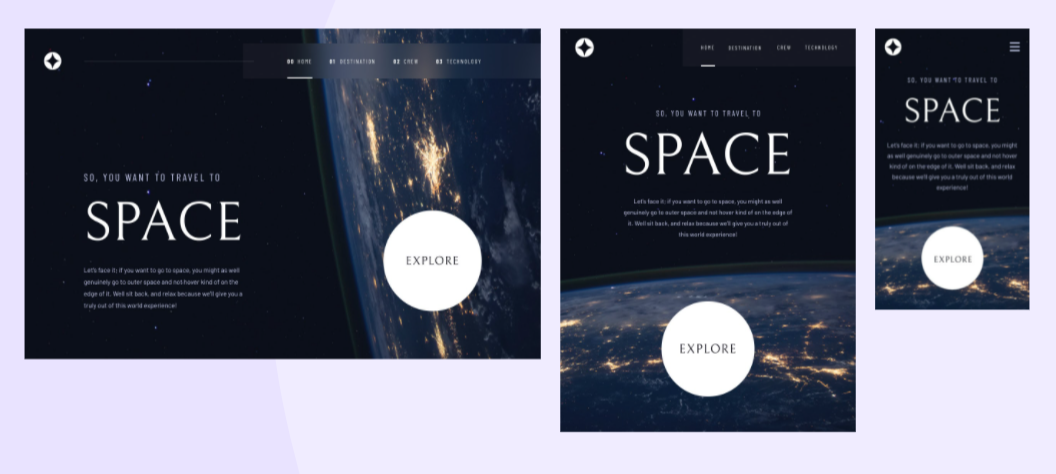 00 HOME 01 DESTINATION 02 CREW 03 TECHNOLOGY
SO, YOU WANT TO TRAVEL TO
SPACE
Let's face it; if you want to go to space, you might as well
genuinely go to outer space and not hover kind of on the
edge of it. Well sit back, and relax because we'll give you a
truly out of this world experience!
EXPLORE
HOME DESTINATION CREW TECHNOLOGY
SO, YOU WANT TO TRAVEL TO
SPACE
Let's face it; if you want to go to space, you might as well
genuinely go to outer space and not hover kind of on the edge of
it. Well sit back, and relax because we'll give you a truly out of
this world experience!
EXPLORE
SO, YOU WANT TO TRAVEL TO
SPACE
Let's face it; if you want to go to space, you might
as well genuinely go to outer space and not hover
kind of on the edge of it. Well sit back, and relax
because we'll give you a truly out of this world
experience!
EXPLORE